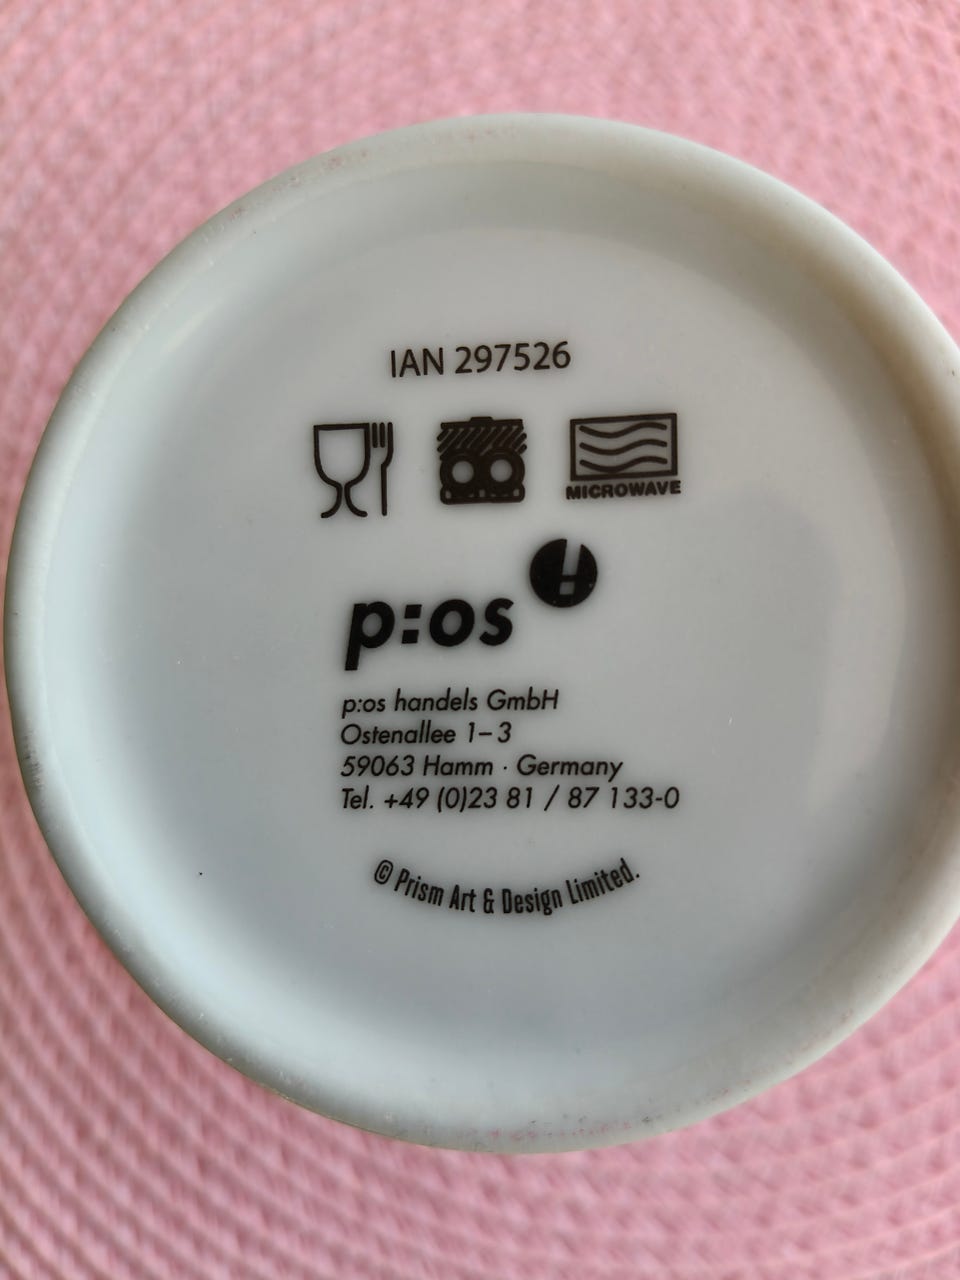 IAN 297526
MICROWAVE
p:os
p:os handels GmbH
Ostenallee 1–3
59063 Hamm · Germany
Tel. +49 (0)23 81 / 87 133-0
© Prism Art & Design Limited.